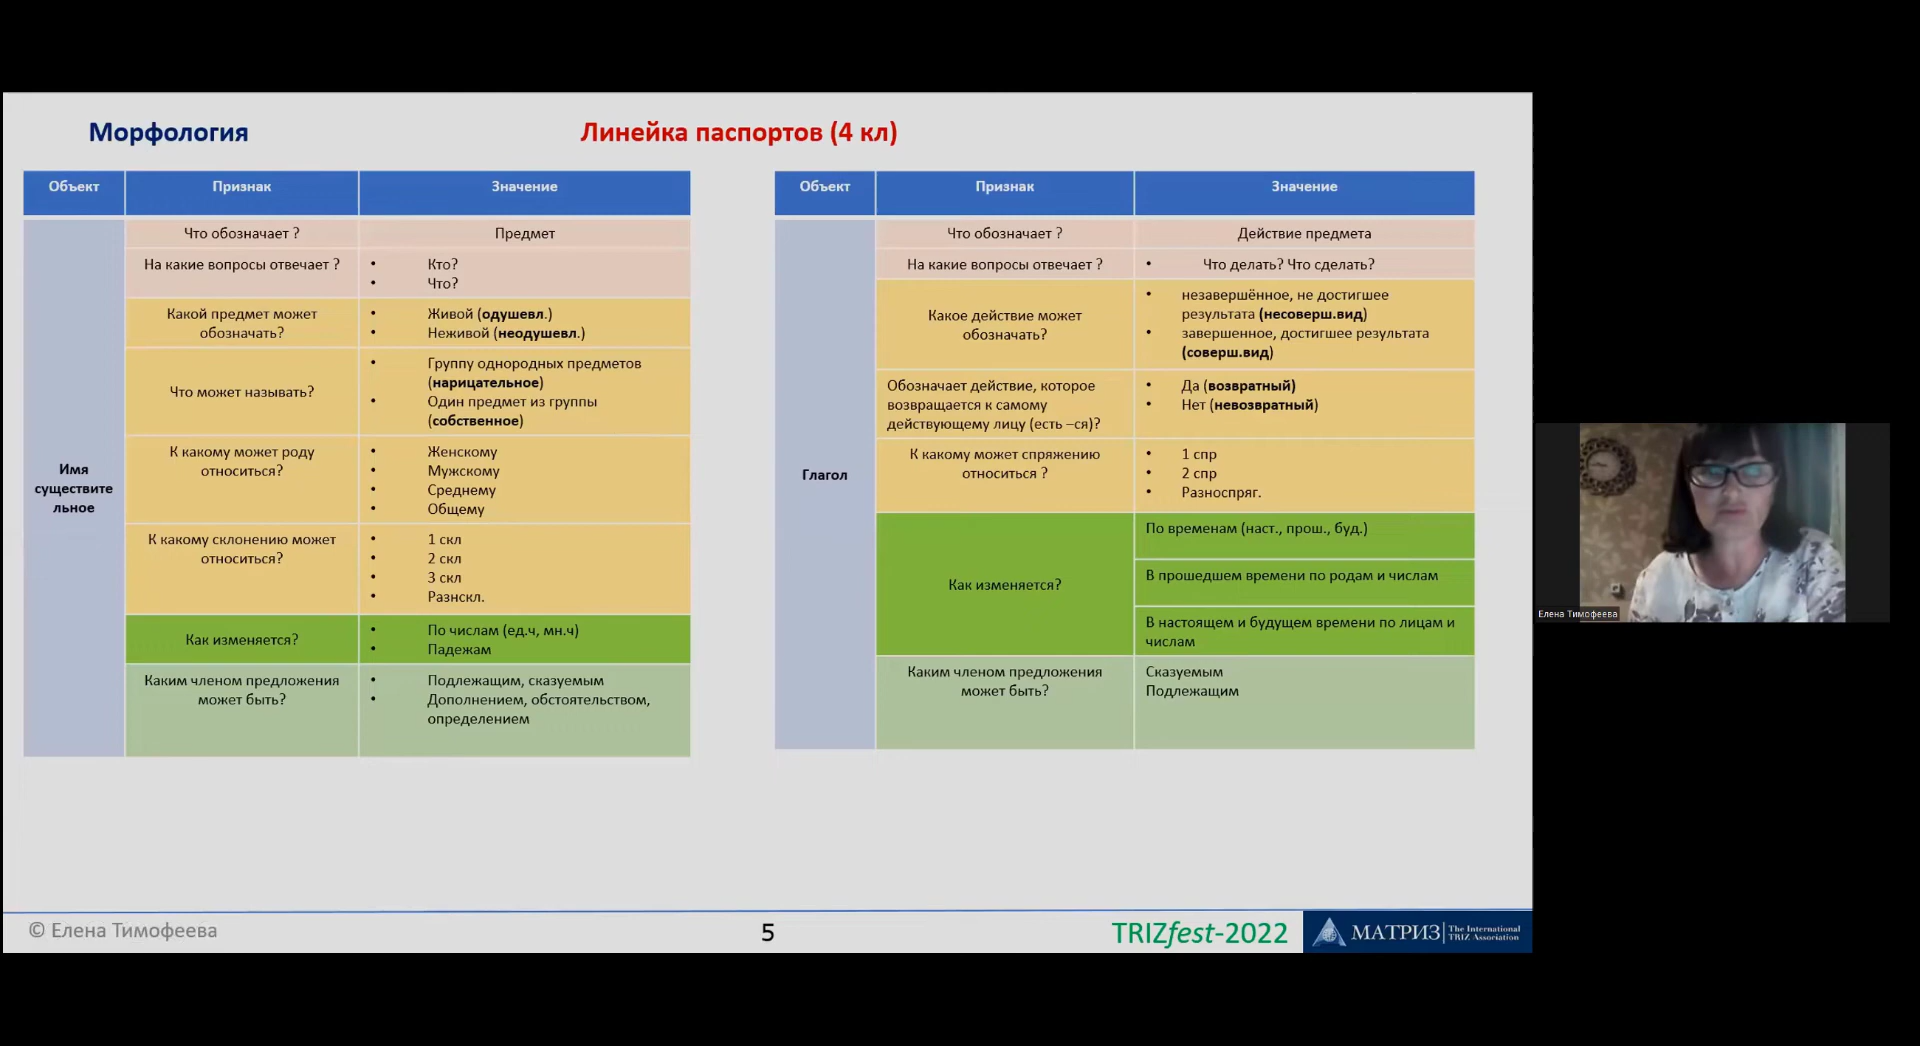 Морфология
Линейка паспортов (4 кл)
Объект
Признак
Значение
Имя
существите
льное
Что обозначает ?
Предмет
На какие вопросы отвечает ?
• Кто?
• Что?
Какой предмет может
обозначать?
• Живой (одушевл.)
• Неживой (неодушевл.)
Что может называть?
• Группу однородных предметов
(нарицательное)
• Один предмет из группы
(собственное)
К какому может роду
относиться?
• Женскому
• Мужскому
• Среднему
• Общему
К какому склонению может
относиться?
• 1 скл
• 2 скл
• 3 скл
• Разнскл.
Как изменяется?
• По числам (ед.ч, мн.ч)
• Падежам
Каким членом предложения
может быть?
• Подлежащим, сказуемым
• Дополнением, обстоятельством,
определением
Объект
Признак
Значение
Глагол
Что обозначает ?
Действие предмета
На какие вопросы отвечает ?
• Что делать? Что сделать?
Какое действие может
обозначать?
• незавершённое, не достигшее
результата (несоверш.вид)
• завершенное, достигшее результата
(соверш.вид)
Обозначает действие, которое
возвращается к самому
действующему лицу (есть –ся)?
• Да (возвратный)
• Нет (невозвратный)
К какому может спряжению
относиться ?
• 1 спр
• 2 спр
• Разноспряг.
Как изменяется?
По временам (наст., прош., буд.)
В прошедшем времени по родам и числам
В настоящем и будущем времени по лицам и
числам
Каким членом предложения
может быть?
Сказуемым
Подлежащим
Елена Тимофеева
© Елена Тимофеева
5
TRIZfest-2022
МАТРИЗ
The International
TRIZ Association